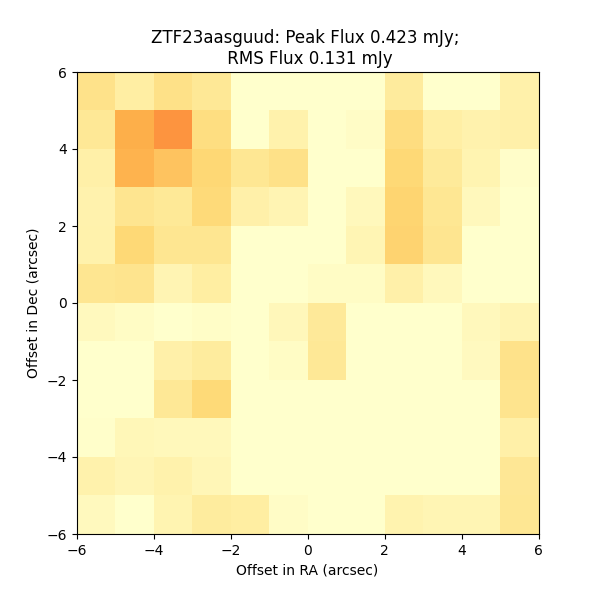 ZTF23aasguud: Peak Flux 0.423 mJy;
RMS Flux 0.131 mJy
6
4
2
0
−2
−4
−6
Offset in Dec (arcsec)
−6 −4 −2 0 2 4 6
Offset in RA (arcsec)